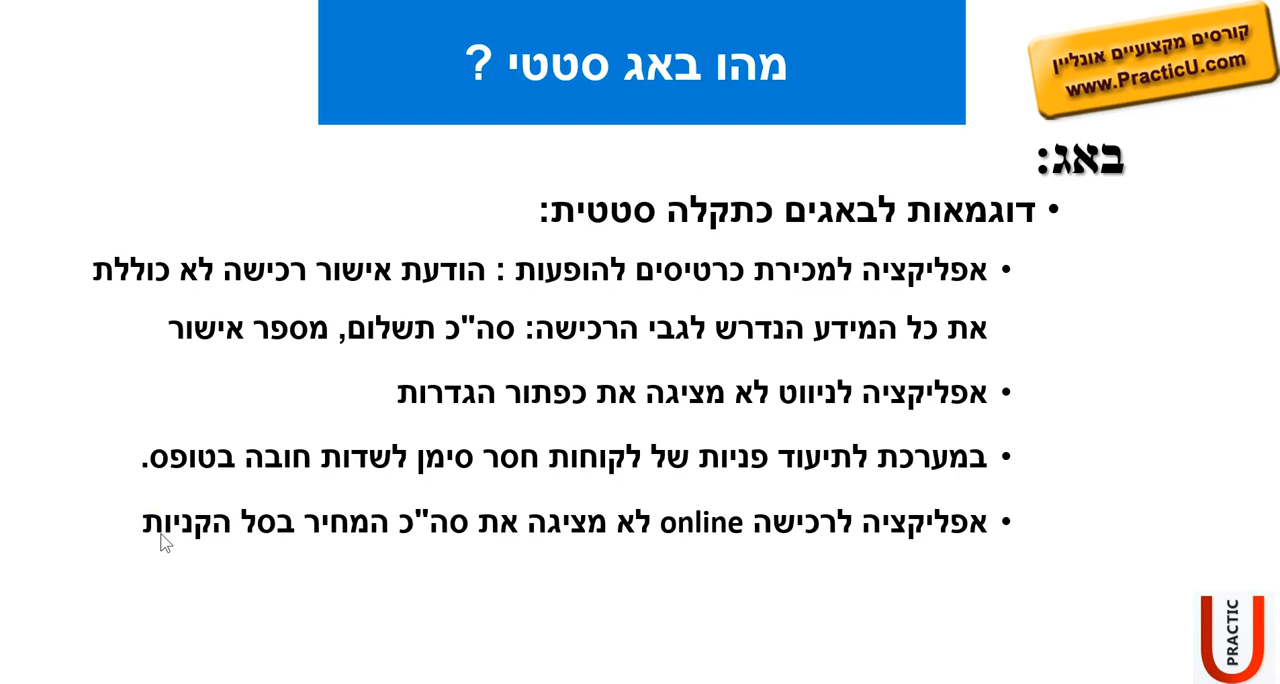 מהו באג סטטי ?
קורסים מקצועיים אונליין
www.PracticU.com
באג:
• דוגמאות לבאגים כתקלה סטטית:
• אפליקציה למכירת כרטיסים להופעות : הודעת אישור רכישה לא כוללת
את כל המידע הנדרש לגבי הרכישה: סה"כ תשלום, מספר אישור
• אפליקציה לניווט לא מציגה את כפתור הגדרות
• במערכת לתיעוד פניות של לקוחות חסר סימן לשדות חובה בטופס.
• אפליקציה לרכישה online לא מציגה את סה"כ המחיר בסל הקניות
PRACTIC
U